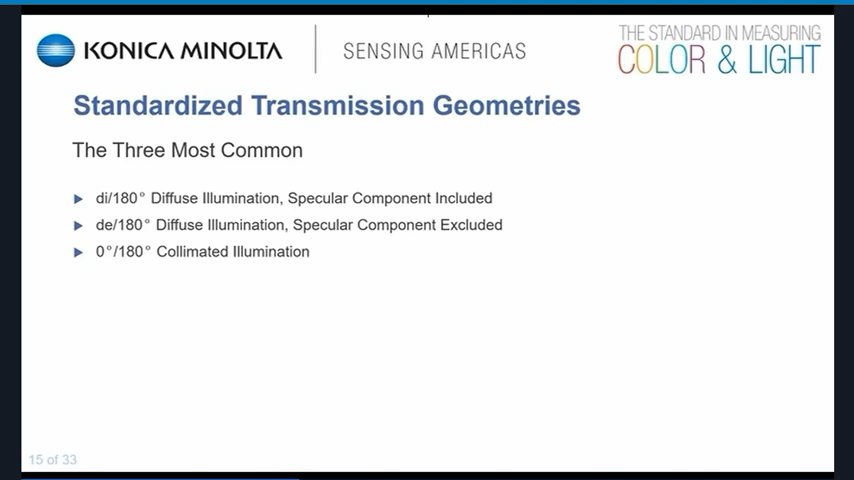 KONICA MINOLTA
SENSING AMERICAS
THE STANDARD IN MEASURING
COLOR & LIGHT
Standardized Transmission Geometries
The Three Most Common
di/180° Diffuse Illumination, Specular Component Included
de/180° Diffuse Illumination, Specular Component Excluded
0°/180° Collimated Illumination
15 of 33